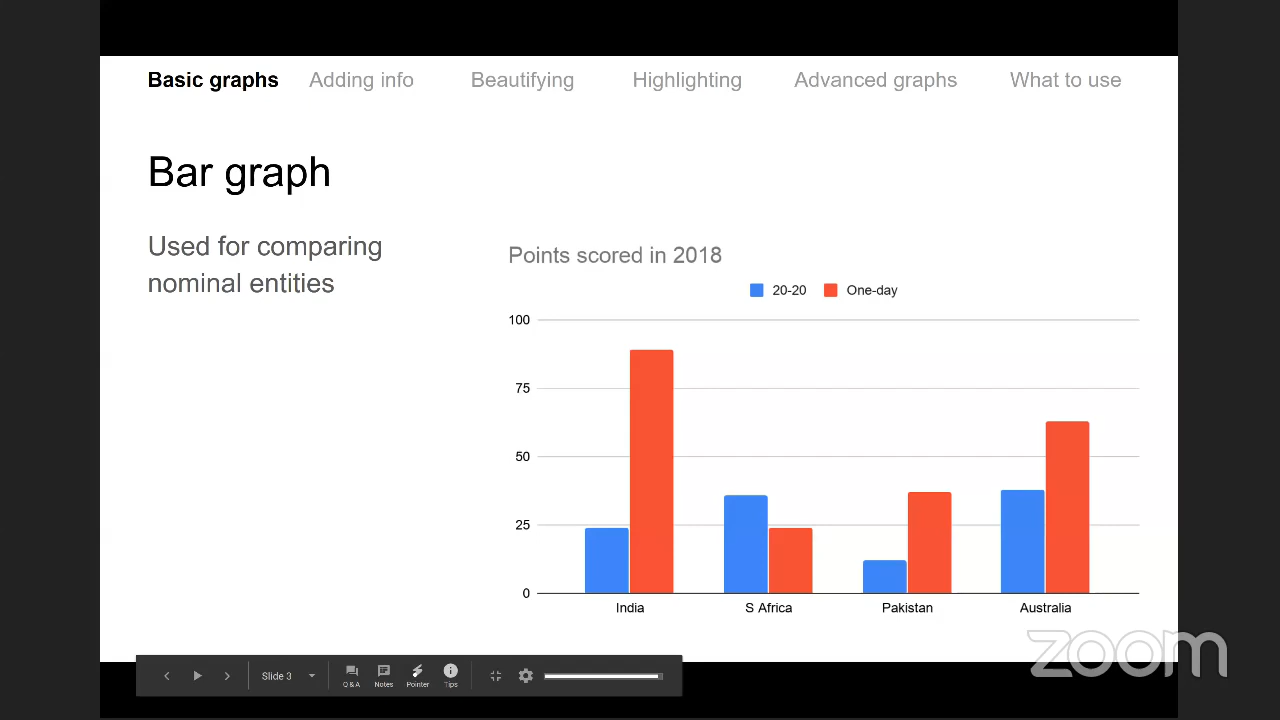 Basic graphs Adding info Beautifying Highlighting Advanced graphs What to use
Bar graph
Used for comparing
nominal entities
Points scored in 2018
20-20 One-day
100
75
50
25
0
India S Africa Pakistan Australia
zoom
Slide 3 Q & A Notes Pointer Tips